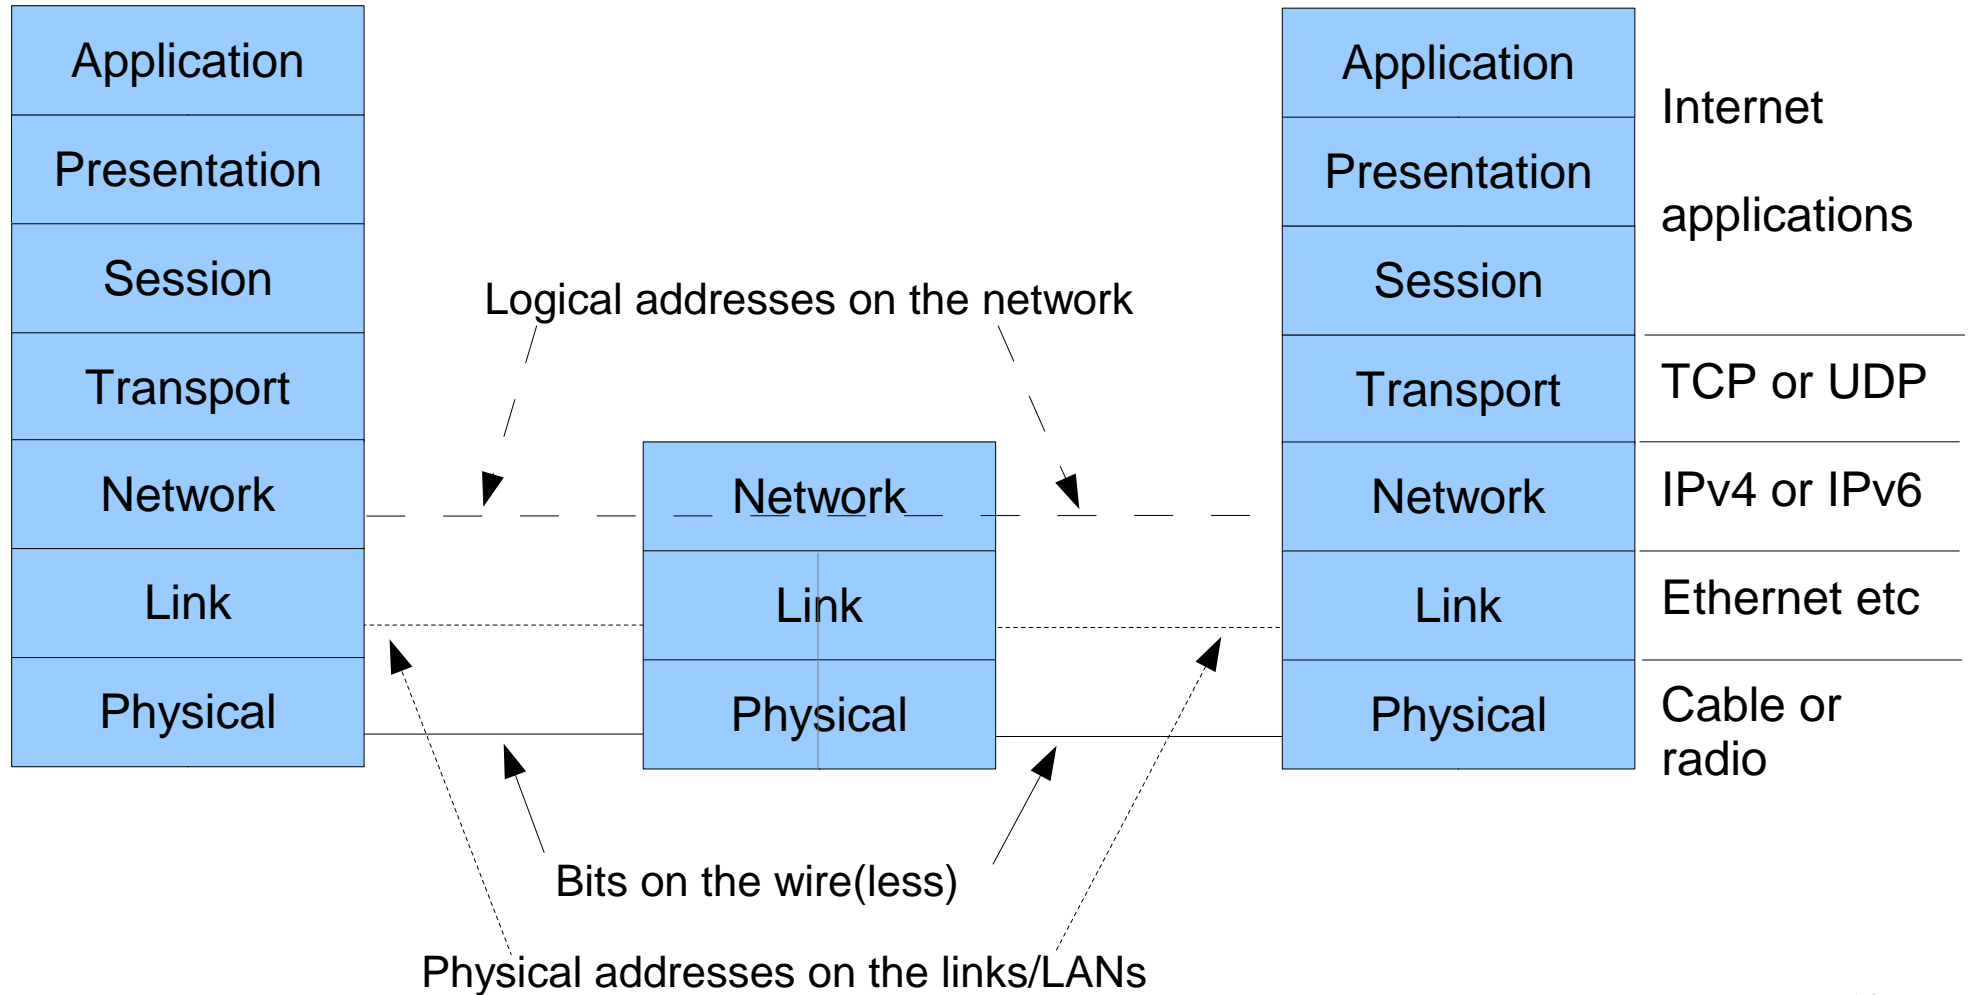 Application
Presentation
Session
Transport
Network
Link
Physical
Logical addresses on the network
Network
Link
Physical
Bits on the wire(less)
Physical addresses on the links/LANs
Application
Presentation
Session
Transport
Network
Link
Physical
Internet
applications
TCP or UDP
IPv4 or IPv6
Ethernet etc
Cable or
radio